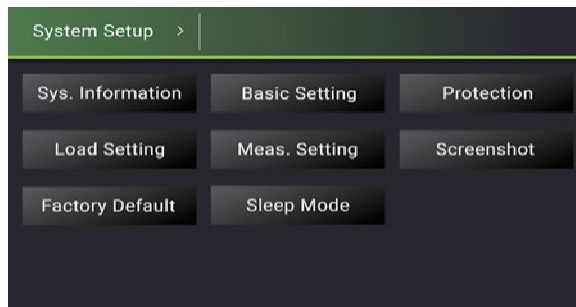 System Setup >
Sys. Information Basic Setting Protection
Load Setting Meas. Setting Screenshot
Factory Default Sleep Mode